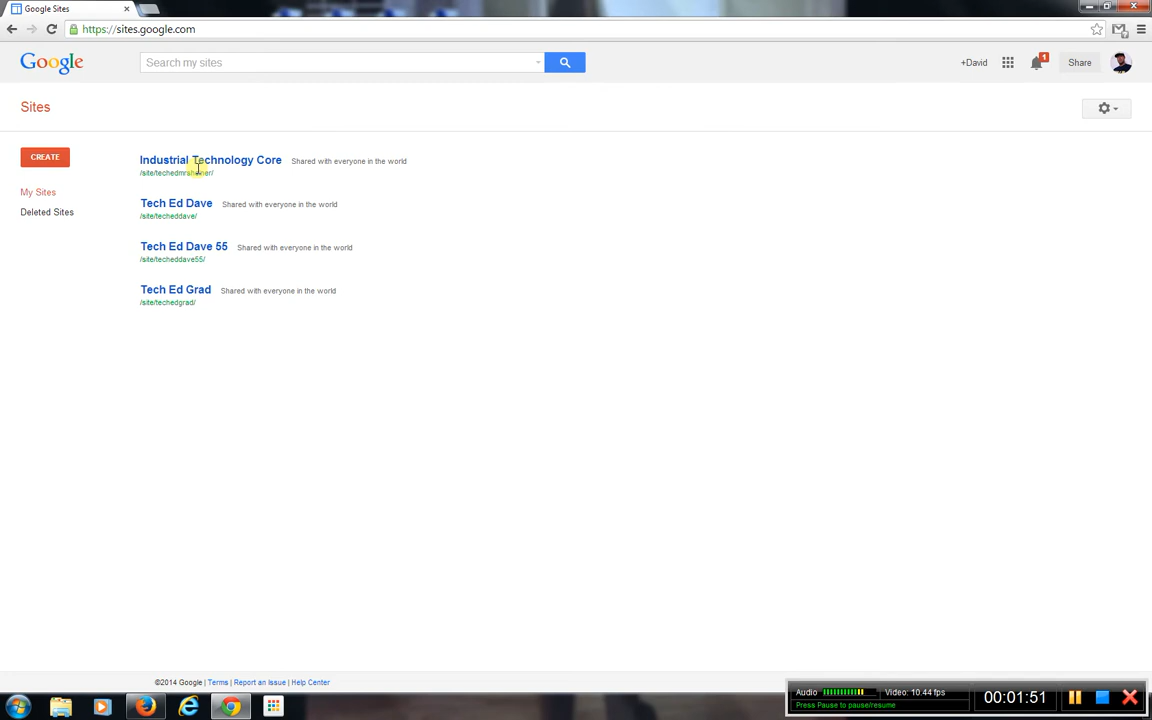 Google Sites
https://sites.google.com
Google
Search my sites
+David
1
Share
Sites
CREATE
My Sites
Deleted Sites
Industrial Technology Core Shared with everyone in the world
Tech Ed Dave Shared with everyone in the world
/site/techeddave/
Tech Ed Dave 55 Shared with everyone in the world
/site/techeddave55/
Tech Ed Grad Shared with everyone in the world
/site/techedgrad/
©2014 Google | Terms | Report an Issue | Help Center
Audio Video: 10.44 fps
Press Pause to pause/resume
00:01:51